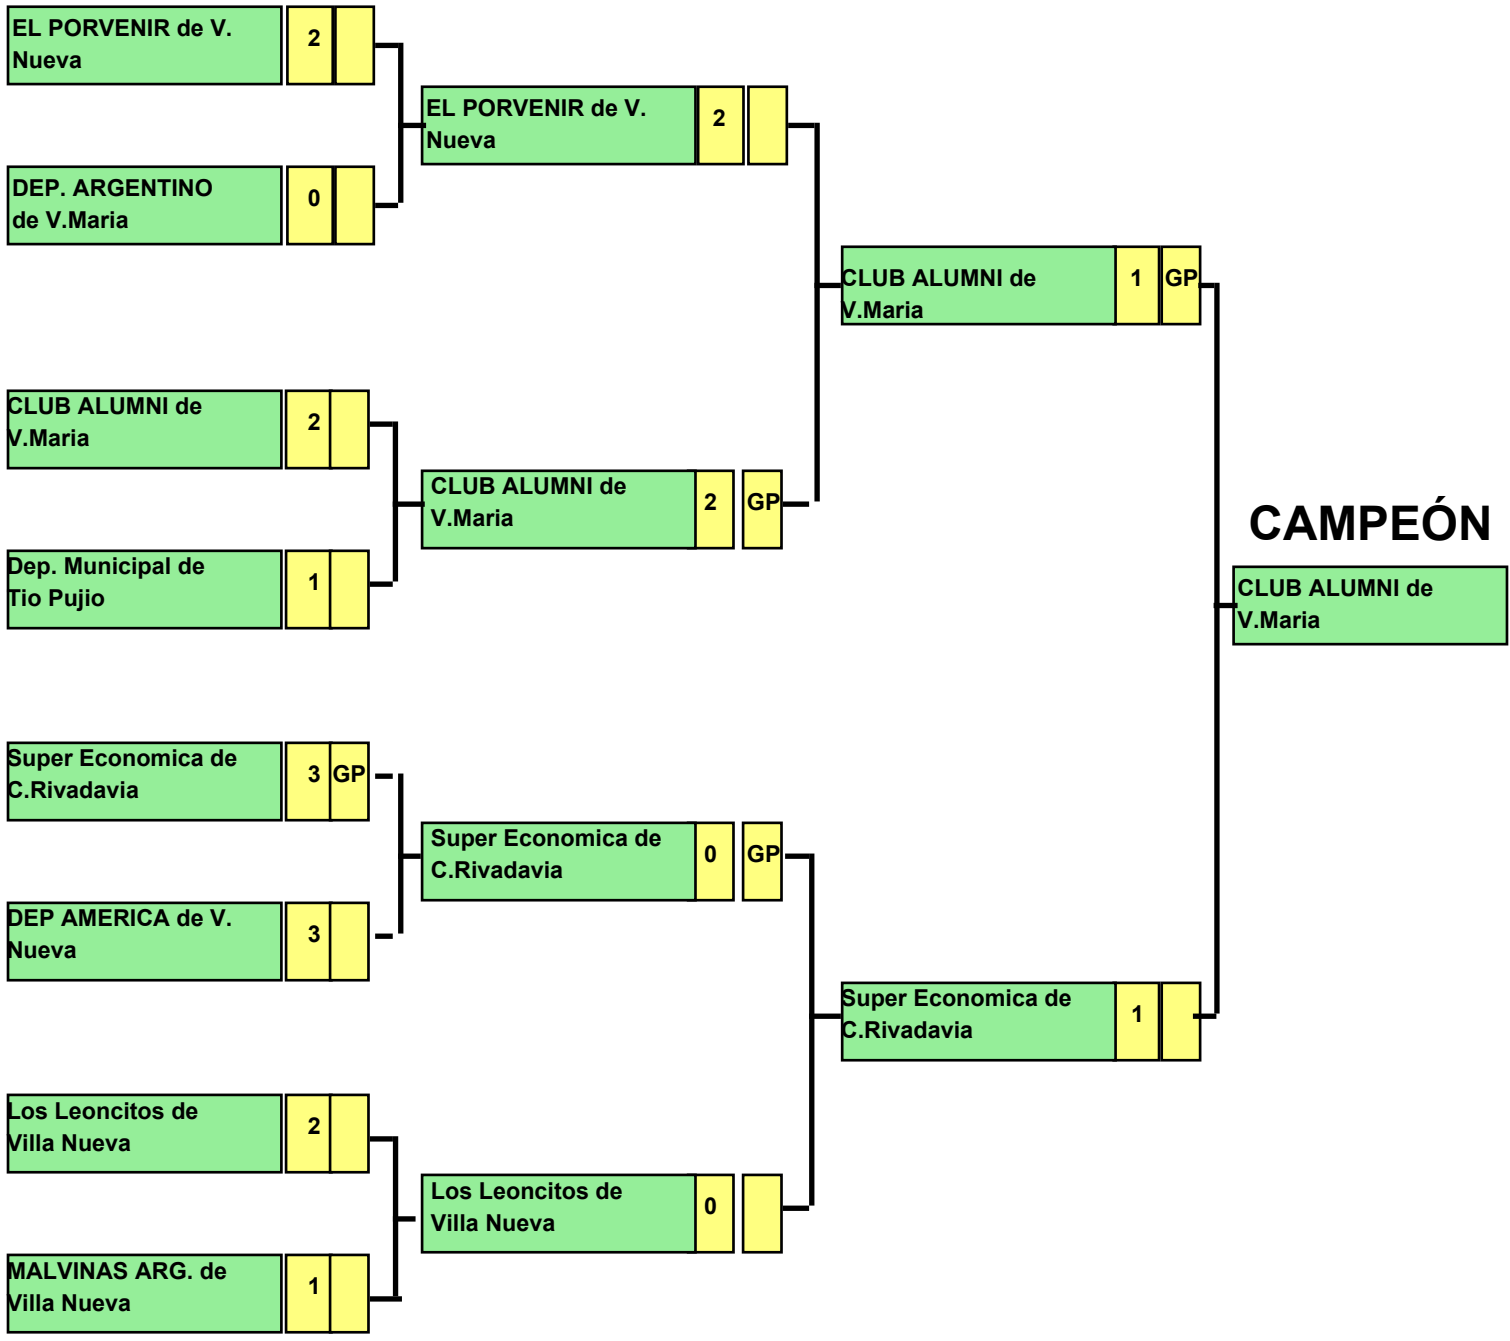 EL PORVENIR de V.
Nueva
2
DEP. ARGENTINO
de V.Maria
0
CLUB ALUMNI de
V.Maria
2
Dep. Municipal de
Tio Pujio
1
Super Economica de
C.Rivadavia
3 GP
DEP AMERICA de V.
Nueva
3
Los Leoncitos de
Villa Nueva
2
MALVINAS ARG. de
Villa Nueva
1
EL PORVENIR de V.
Nueva
2
CLUB ALUMNI de
V.Maria
2 GP
Super Economica de
C.Rivadavia
0 GP
Los Leoncitos de
Villa Nueva
0
CLUB ALUMNI de
V.Maria
1 GP
Super Economica de
C.Rivadavia
1
CAMPEÓN
CLUB ALUMNI de
V.Maria